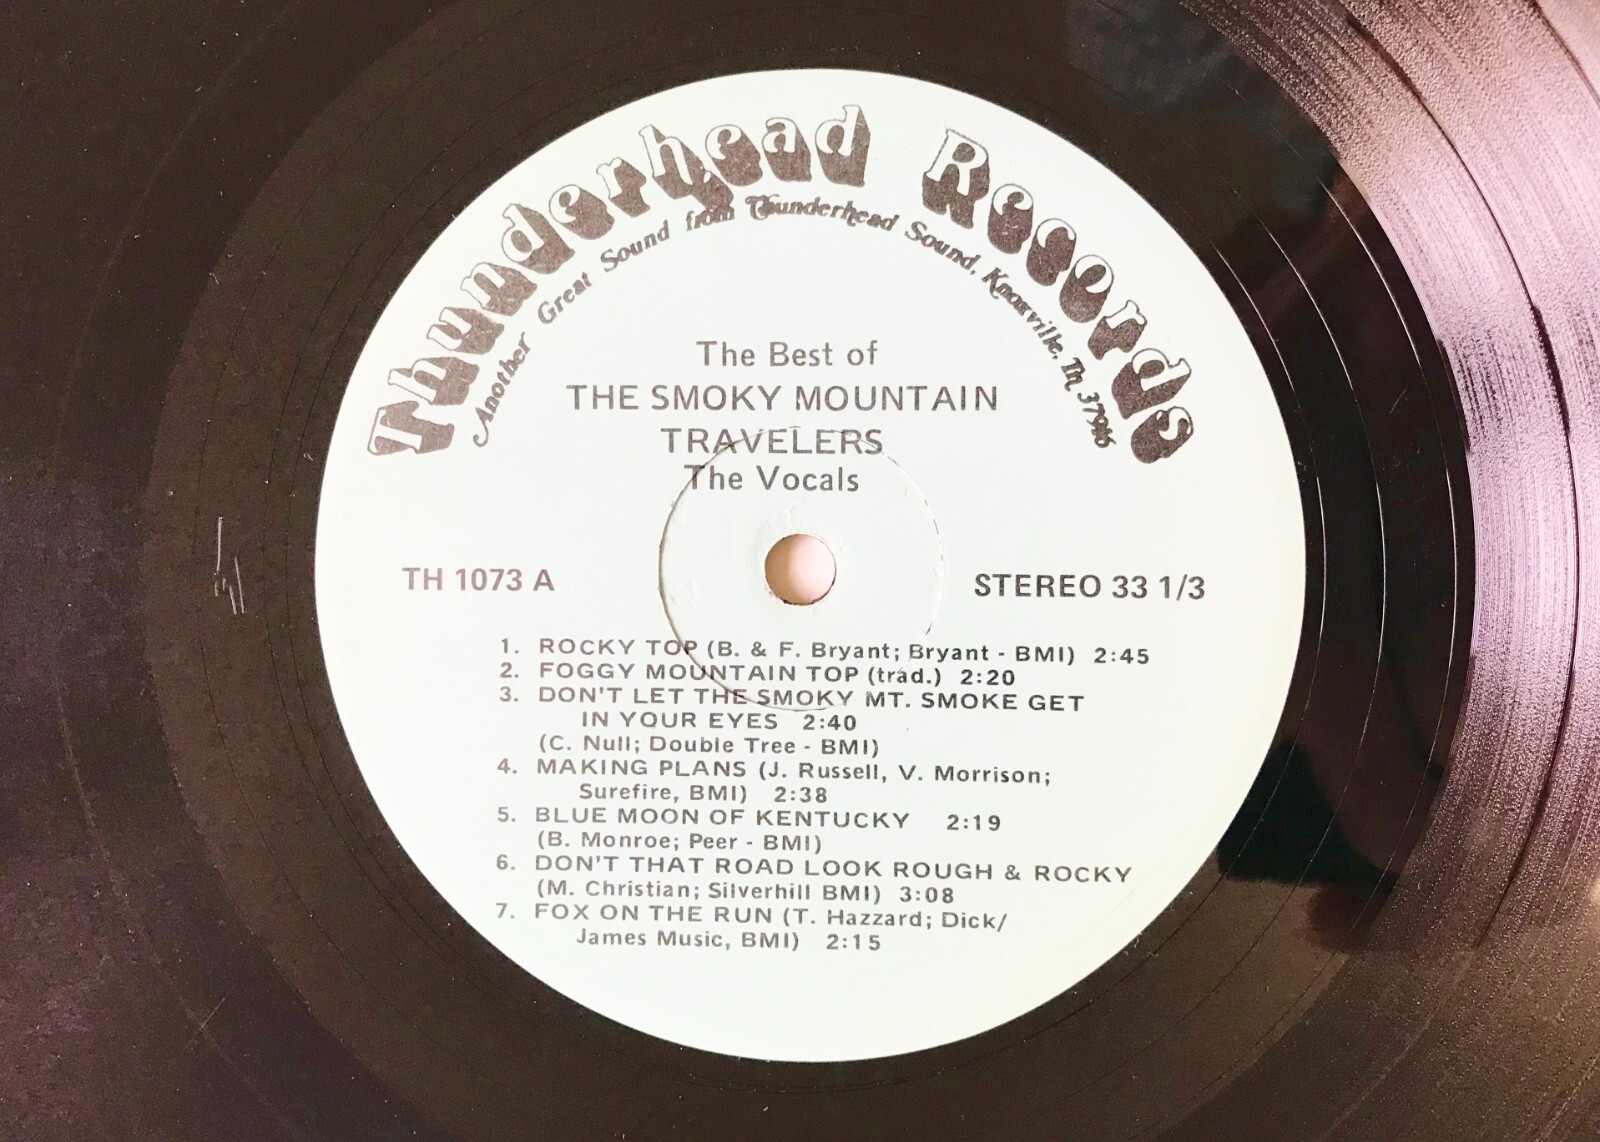 Thunderhead Records
Another Great Sound from Thunderhead Sound, Knoxville, Tn 37916
The Best of
THE SMOKY MOUNTAIN
TRAVELERS
The Vocals
TH 1073 A
STEREO 33 1/3
1. ROCKY TOP (B. & F. Bryant; Bryant - BMI) 2:45
2. FOGGY MOUNTAIN TOP (trad.) 2:20
3. DON'T LET THE SMOKY MT. SMOKE GET
IN YOUR EYES 2:40
(C. Null; Double Tree - BMI)
4. MAKING PLANS (J. Russell, V. Morrison;
Surefire, BMI) 2:38
5. BLUE MOON OF KENTUCKY 2:19
(B. Monroe; Peer - BMI)
6. DON'T THAT ROAD LOOK ROUGH & ROCKY
(M. Christian; Silverhill BMI) 3:08
7. FOX ON THE RUN (T. Hazzard; Dick/
James Music, BMI) 2:15